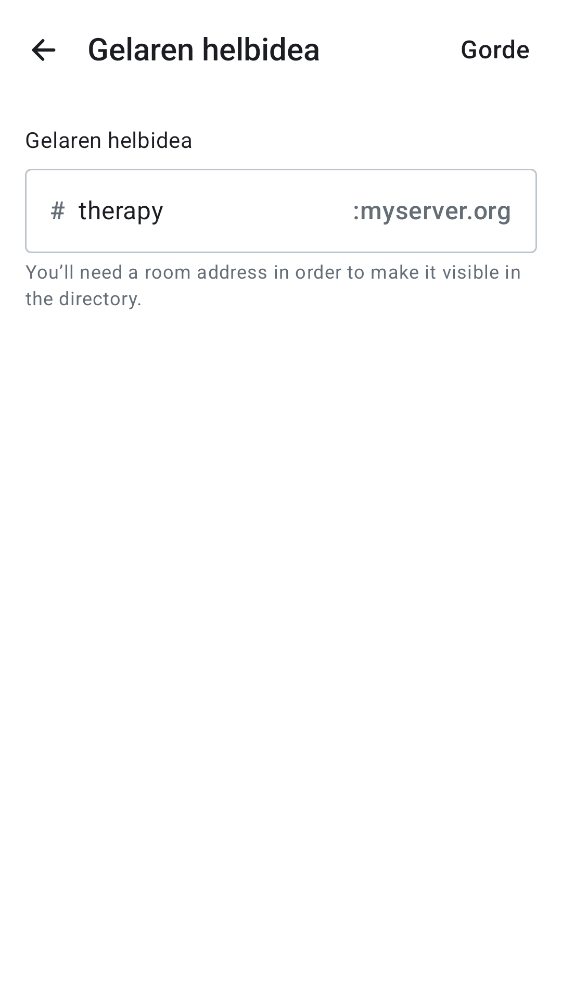 Gelaren helbidea
Gorde
Gelaren helbidea
# therapy :myserver.org
You’ll need a room address in order to make it visible in
the directory.